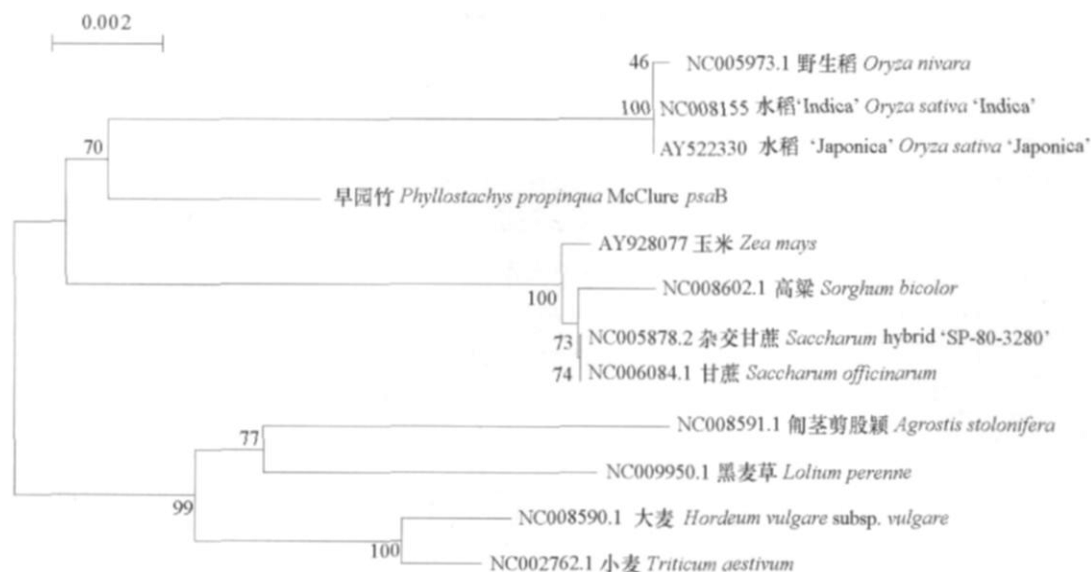 0.002
46
NC005973.1 野生稻 Oryza nivara
100
NC008155 水稻‘Indica’ Oryza sativa ‘Indica’
AY522330 水稻 ‘Japonica’ Oryza sativa ‘Japonica’
70
早园竹 Phyllostachys propinqua McClure psaB
AY928077 玉米 Zea mays
100
NC008602.1 高粱 Sorghum bicolor
73
NC005878.2 杂交甘蔗 Saccharum hybrid ‘SP-80-3280’
74
NC006084.1 甘蔗 Saccharum officinarum
NC008591.1 匍茎剪股颖 Agrostis stolonifera
77
NC009950.1 黑麦草 Lolium perenne
99
NC008590.1 大麦 Hordeum vulgare subsp. vulgare
100
NC002762.1 小麦 Triticum aestivum